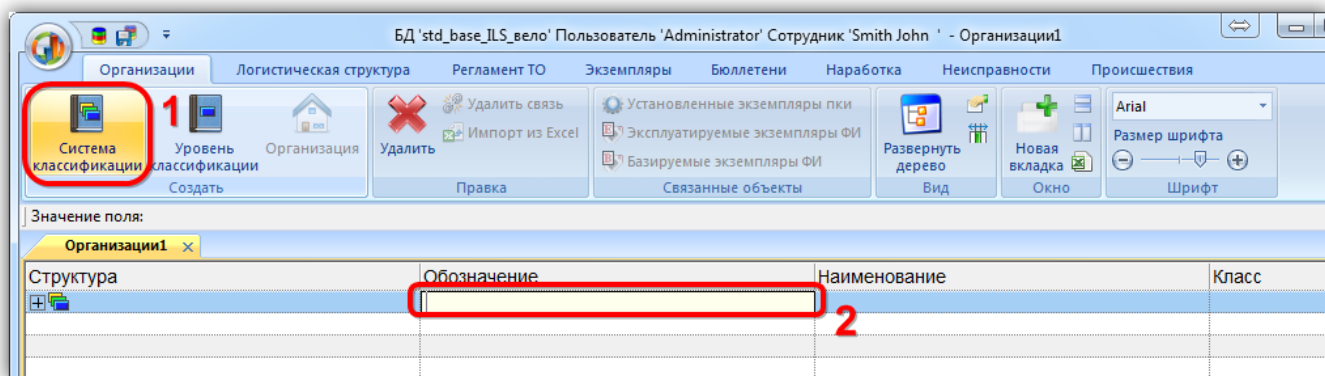 БД 'std_base_ILS_вело' Пользователь 'Administrator' Сотрудник 'Smith John ' - Организации1
Организации Логистическая структура Регламент ТО Экземпляры Бюллетени Наработка Неисправности Происшествия
1
Система классификации
Уровень классификации
Организация
Создать
Удалить
Удалить связь
Импорт из Excel
Правка
Установленные экземпляры пки
Эксплуатируемые экземпляры ФИ
Базируемые экземпляры ФИ
Связанные объекты
Развернуть дерево
Вид
Новая вкладка
Окно
Arial
Размер шрифта
Шрифт
Значение поля:
Организации1
Структура Обозначение Наименование Класс
2